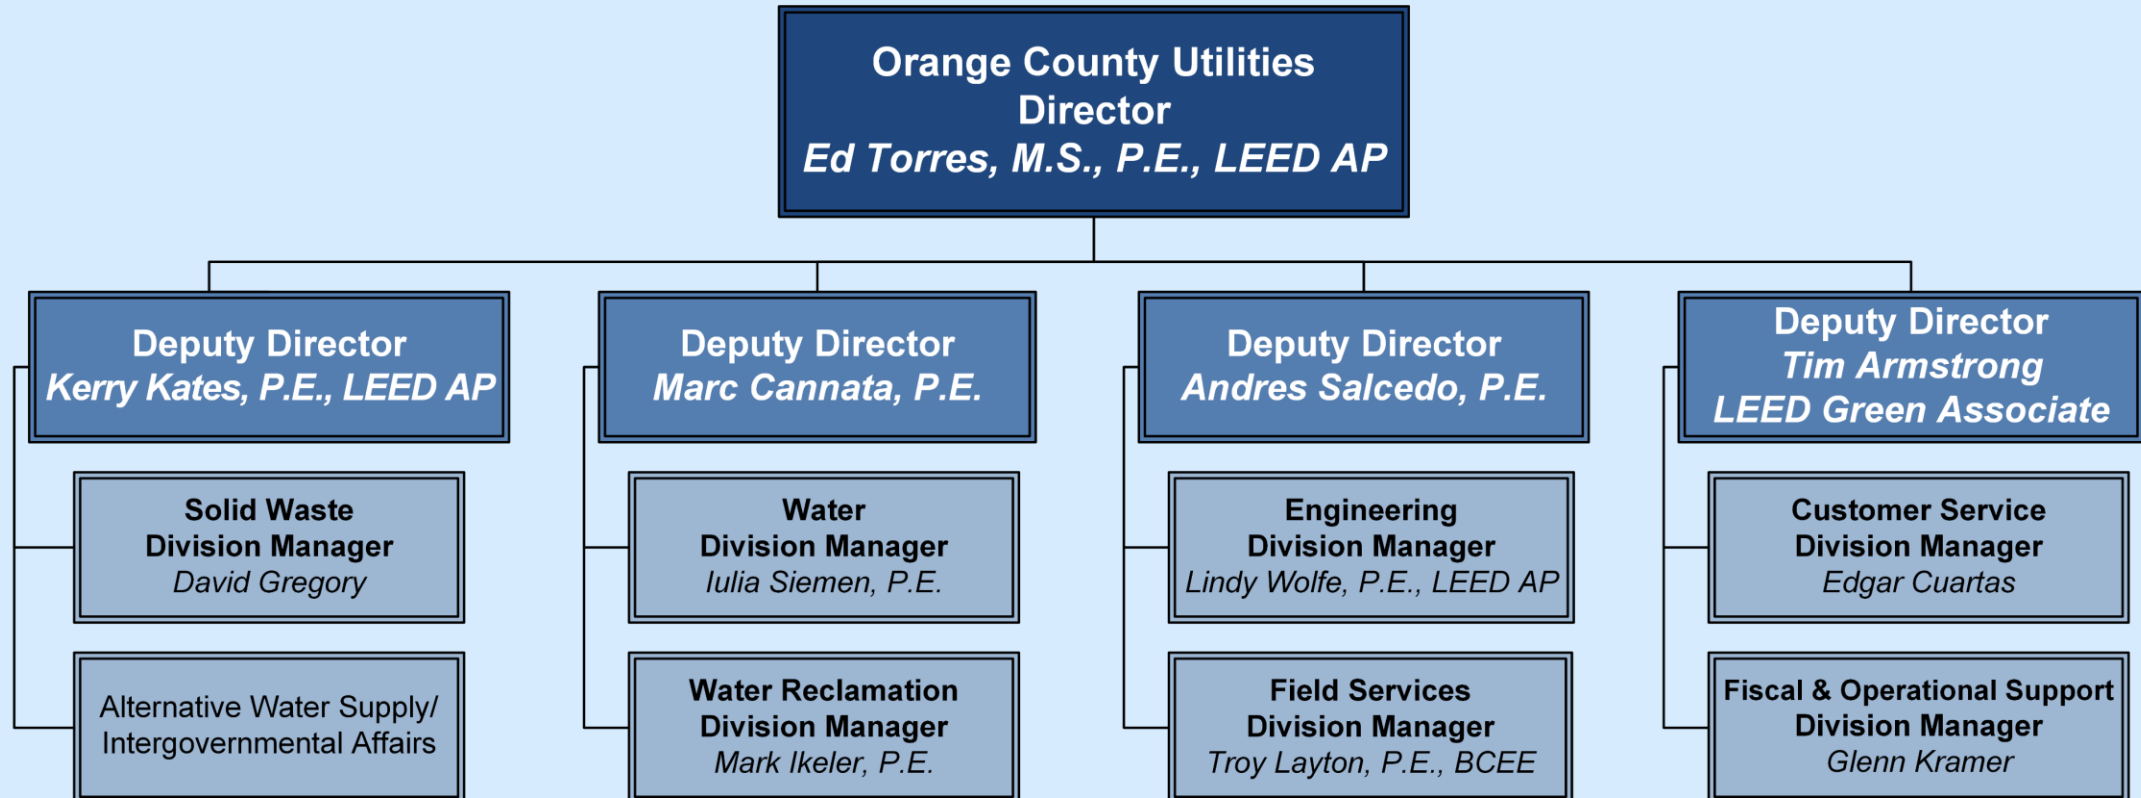 Orange County Utilities
Director
Ed Torres, M.S., P.E., LEED AP
Deputy Director
Kerry Kates, P.E., LEED AP
Deputy Director
Marc Cannata, P.E.
Deputy Director
Andres Salcedo, P.E.
Deputy Director
Tim Armstrong
LEED Green Associate
Solid Waste
Division Manager
David Gregory
Water
Division Manager
Iulia Siemen, P.E.
Engineering
Division Manager
Lindy Wolfe, P.E., LEED AP
Customer Service
Division Manager
Edgar Cuartas
Alternative Water Supply/
Intergovernmental Affairs
Water Reclamation
Division Manager
Mark Ikeler, P.E.
Field Services
Division Manager
Troy Layton, P.E., BCEE
Fiscal & Operational Support
Division Manager
Glenn Kramer